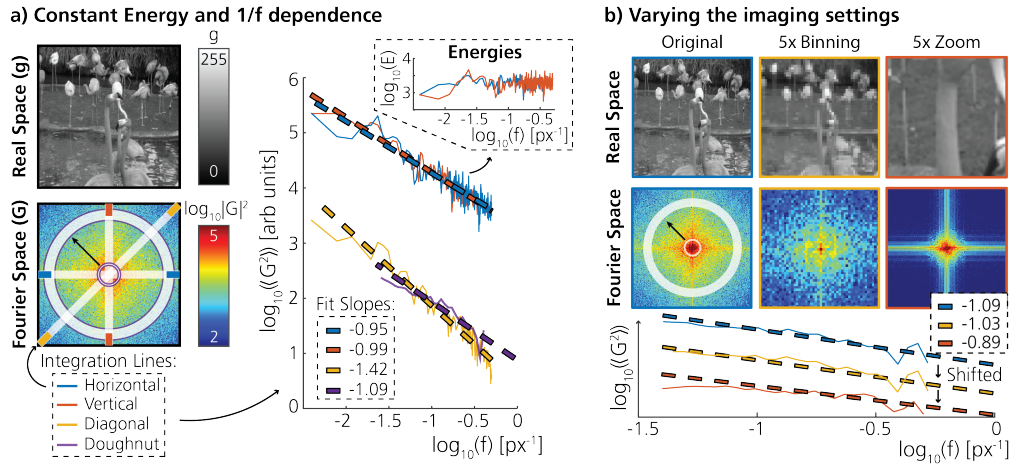 a) Constant Energy and 1/f dependence
Real Space (g)
g
255
0
Fourier Space (G)
log10|G|²
5
2
Integration Lines:
Horizontal
Vertical
Diagonal
Doughnut
log10(⟨G²⟩) [arb units]
6
5
4
3
2
1
0
-2
-1.5
-1.0
-0.5
0
log10(f) [px-1]
Energies
log10(E)
4
3
-2
-1.5
-1.0
-0.5
log10(f) [px-1]
Fit Slopes:
-0.95
-0.99
-1.42
-1.09
b) Varying the imaging settings
Original
5x Binning
5x Zoom
Real Space
Fourier Space
-1.09
-1.03
-0.89
Shifted
log10(⟨G²⟩)
-1.5
-1.0
-0.5
0
log10(f) [px-1]